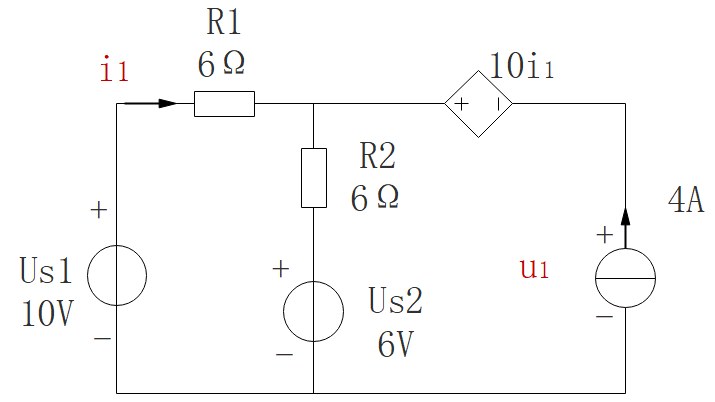 R1
6Ω
i1
10i1
+ -
R2
6Ω
4A
+
+
+
Us1
10V
u1
Us2
6V
-
-
-